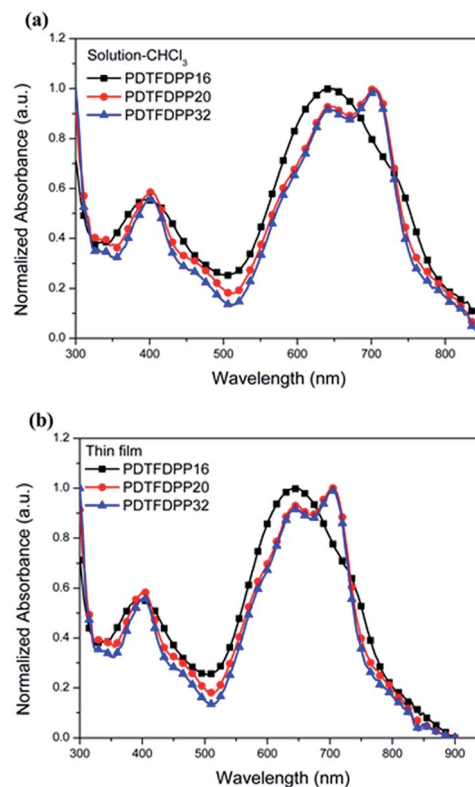 (a)
Solution-CHCl₃
PDTFDPP16
PDTFDPP20
PDTFDPP32
Normalized Absorbance (a.u.)
1.2
1.0
0.8
0.6
0.4
0.2
0.0
300 400 500 600 700 800
Wavelength (nm)
(b)
Thin film
PDTFDPP16
PDTFDPP20
PDTFDPP32
Normalized Absorbance (a.u.)
1.2
1.0
0.8
0.6
0.4
0.2
0.0
300 400 500 600 700 800 900
Wavelength (nm)